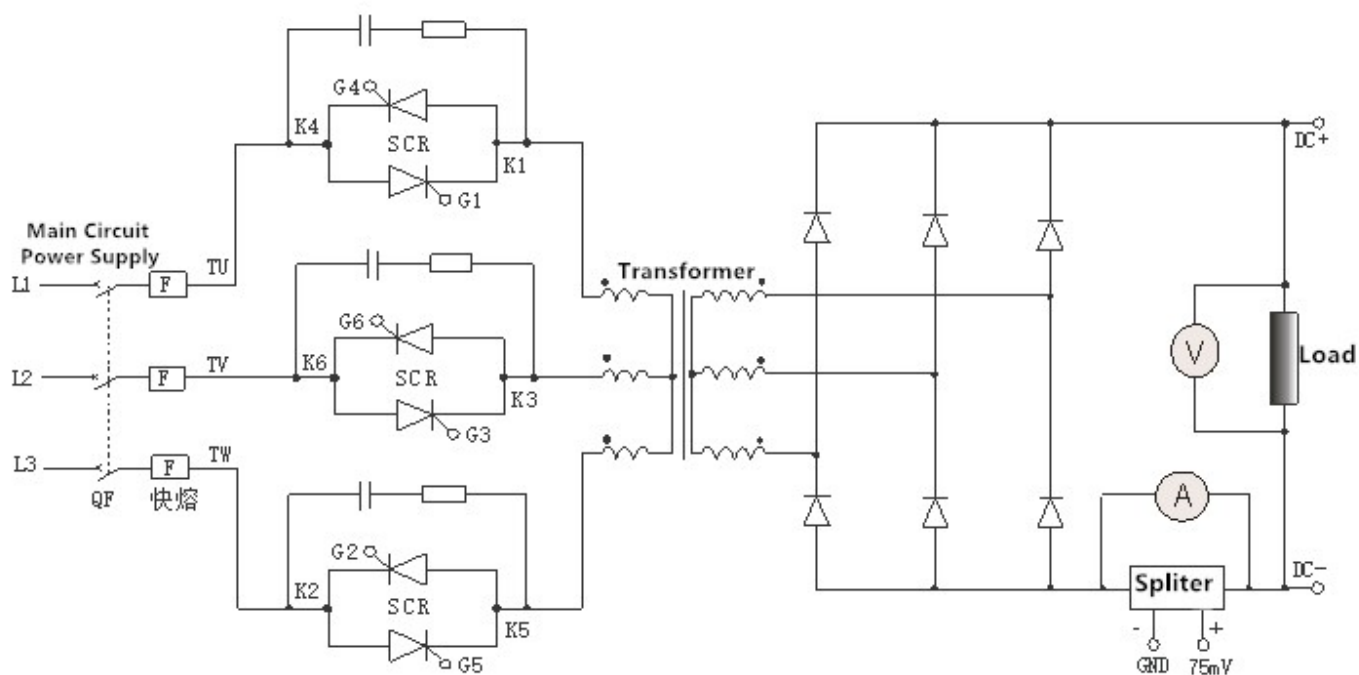 G4
K4
SCR
K1
G1
Main Circuit
Power Supply
TU
L1
F
Transformer
G6
TV
K6
SCR
K3
L2
F
G3
TW
L3
F
QF
快熔
G2
K2
SCR
K5
G5
DC+
V
Load
A
DC-
Spliter
- +
GND 75mV